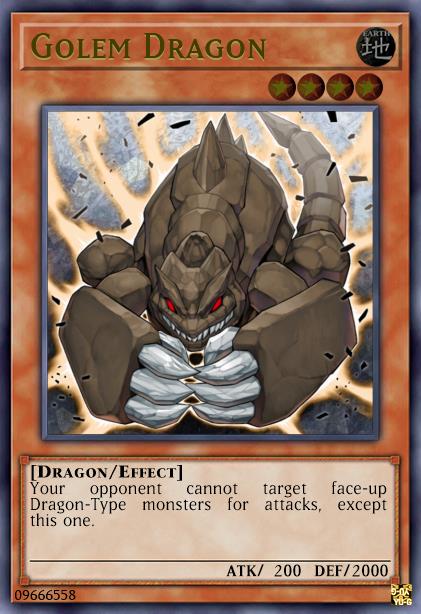 GOLEM DRAGON
EARTH
地
[DRAGON/EFFECT]
Your opponent cannot target face-up
Dragon-Type monsters for attacks, except
this one.
ATK/ 200 DEF/2000
09666558